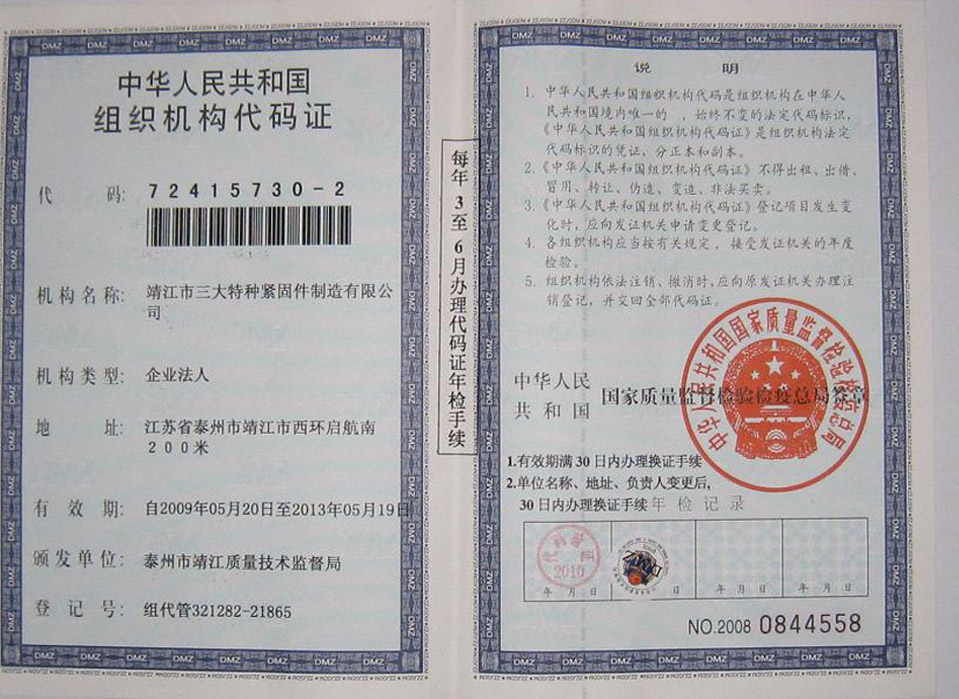 中华人民共和国
组织机构代码证
代 码: 72415730-2
机构名称: 靖江市三大特种紧固件制造有限公
司
机构类型: 企业法人
地 址: 江苏省泰州市靖江市西环启航南
200米
有 效 期: 自2009年05月20日至2013年05月19日
颁发单位: 泰州市靖江质量技术监督局
登 记 号: 组代管321282-21865
每年3至6月办理代码证年检手续
说 明
1. 中华人民共和国组织机构代码是组织机构在中华人
民共和国境内唯一的 、始终不变的法定代码标识,
《中华人民共和国组织机构代码证》是组织机构法定
代码标识的凭证,分正本和副本。
2.《中华人民共和国组织机构代码证》不得出租、出借、
冒用、转让、伪造、变造、非法买卖。
3.《中华人民共和国组织机构代码证》登记项目发生变
化时,应向发证机关申请变更登记。
4. 各组织机构应当按有关规定,接受发证机关的年度
检验。
5. 组织机构依法注销、撤消时,应向原发证机关办理注
销登记,并交回全部代码证。
中华人民
共和国 国家质量监督检验检疫总局签章
中华人民共和国国家质量监督检验检疫总局
1.有效期满30日内办理换证手续
2.单位名称、地址、负责人变更后,
30日内办理换证手续 年检记录
2010
年 月 日 日 年 月 日 年 月 日
NO.2008 0844558